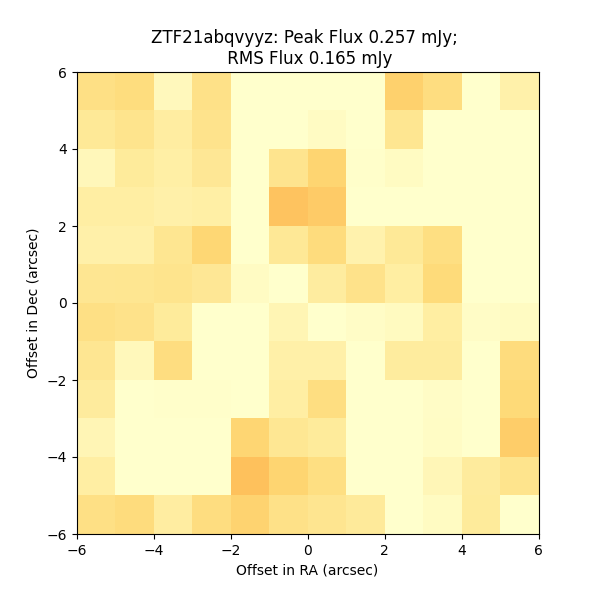 ZTF21abqvyyz: Peak Flux 0.257 mJy;
RMS Flux 0.165 mJy
6
4
2
0
−2
−4
−6
Offset in Dec (arcsec)
−6 −4 −2 0 2 4 6
Offset in RA (arcsec)